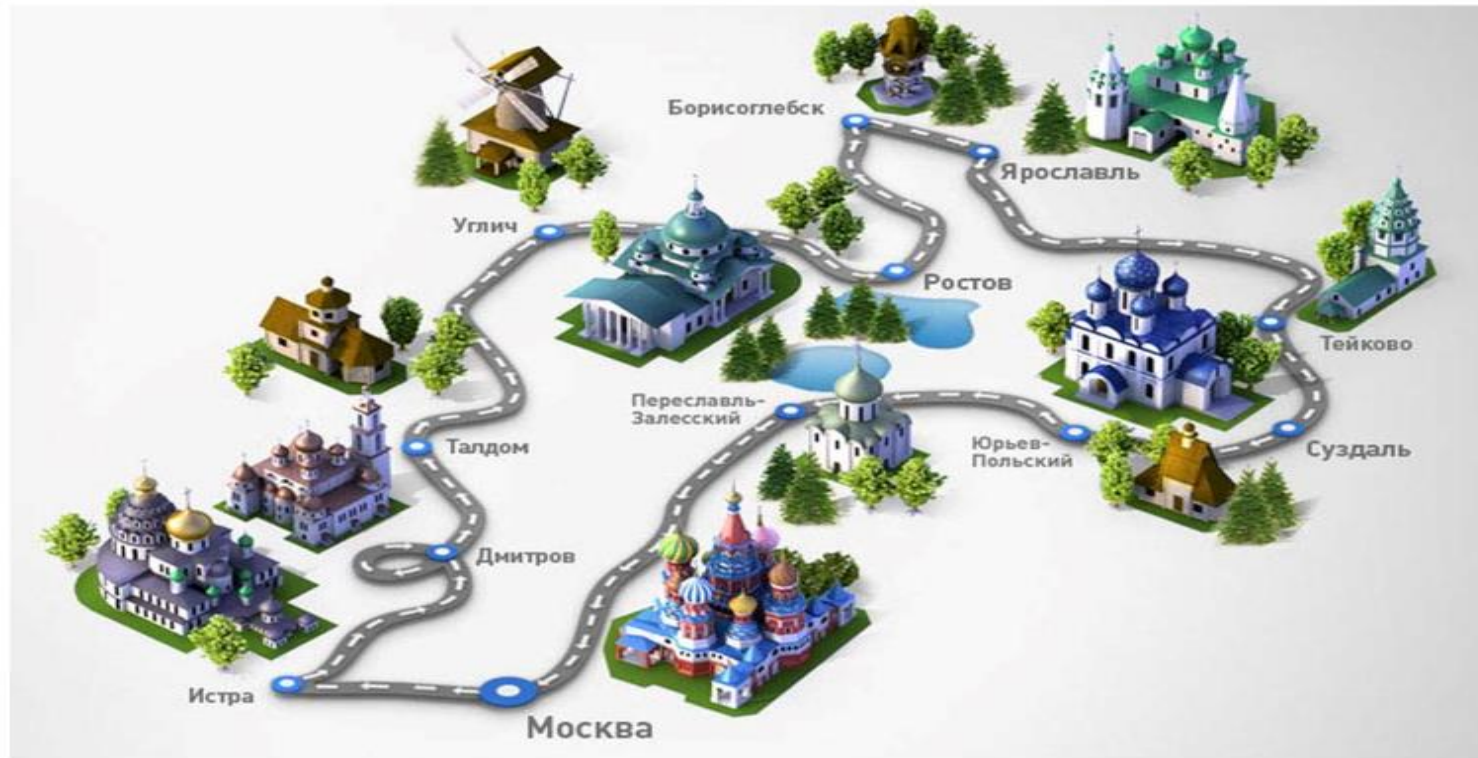 Борисоглебск
Ярославль
Углич
Ростов
Тейково
Переславль-
Залесский
Юрьев-
Польский
Суздаль
Талдом
Дмитров
Истра
Москва